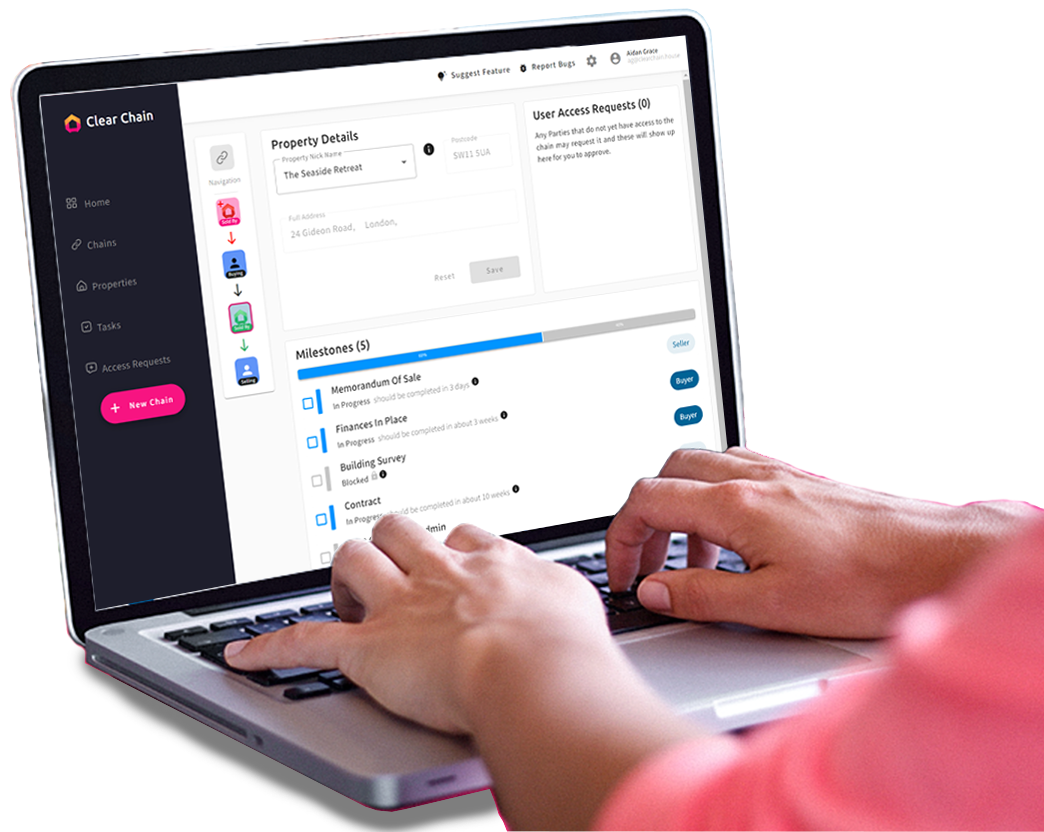 Clear Chain
Home
Chains
Properties
Tasks
Access Requests
+ New Chain
Suggest Feature
Report Bugs
Aidan Grace
Navigation
Sold By
Buying
Sold By
Selling
Property Details
Property Nick Name
The Seaside Retreat
Postcode
SW11 5UA
Full Address
24 Gideon Road, London,
Reset
Save
User Access Requests (0)
Any Parties that do not yet have access to the
chain may request it and these will show up
here for you to approve.
Milestones (5)
Memorandum Of Sale
In Progress should be completed in 3 days
Seller
Finances In Place
In Progress should be completed in about 3 weeks
Buyer
Building Survey
Blocked
Buyer
Contract
In Progress should be completed in about 10 weeks